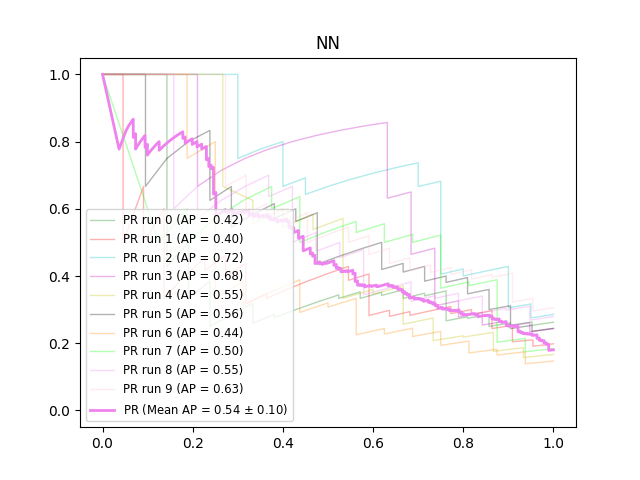 NN
1.0
0.8
0.6
0.4
0.2
0.0
PR run 0 (AP = 0.42)
PR run 1 (AP = 0.40)
PR run 2 (AP = 0.72)
PR run 3 (AP = 0.68)
PR run 4 (AP = 0.55)
PR run 5 (AP = 0.56)
PR run 6 (AP = 0.44)
PR run 7 (AP = 0.50)
PR run 8 (AP = 0.55)
PR run 9 (AP = 0.63)
PR (Mean AP = 0.54 ± 0.10)
0.0 0.2 0.4 0.6 0.8 1.0